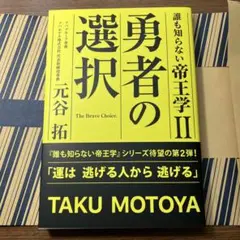 誰も知らない帝王学Ⅱ
勇者の
選択
The Brave Choice
元谷 拓
『誰も知らない帝王学』シリーズ待望の第2弾!
「運は 逃げる人から 逃げる」
TAKU MOTOYA